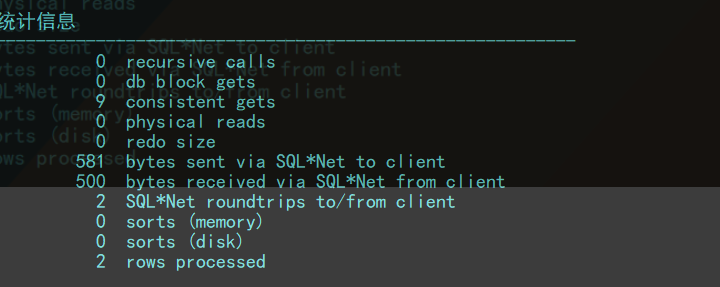 统计信息
----------------------------------------------------------
0 recursive calls
0 db block gets
9 consistent gets
0 physical reads
0 redo size
581 bytes sent via SQL*Net to client
500 bytes received via SQL*Net from client
2 SQL*Net roundtrips to/from client
0 sorts (memory)
0 sorts (disk)
2 rows processed